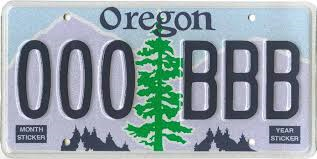 Oregon
000 BBB
MONTH
STICKER
YEAR
STICKER